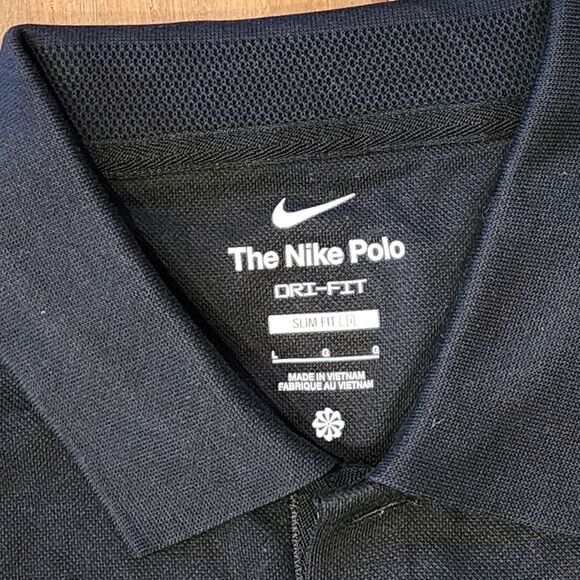 The Nike Polo
DRI-FIT
SLIM FIT
L G G
MADE IN VIETNAM
FABRIQUE AU VIETNAM